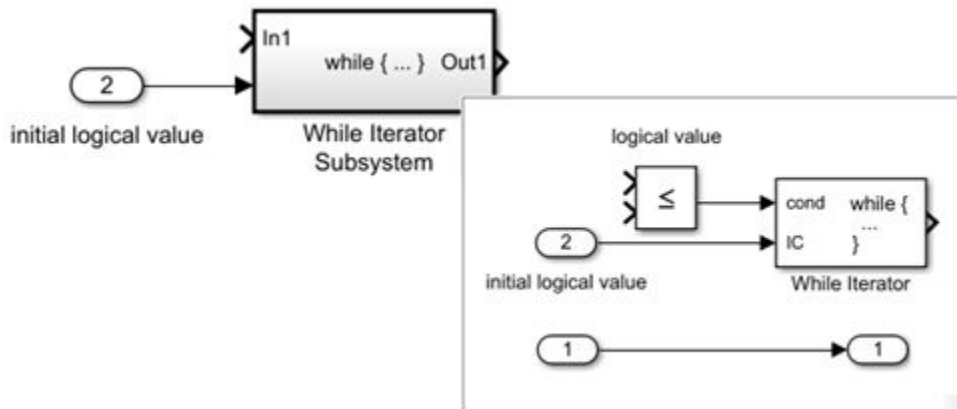 In1
while { ... } Out1
2
initial logical value
While Iterator
Subsystem
logical value
≤
cond while {
...
IC }
2
initial logical value
While Iterator
1
1